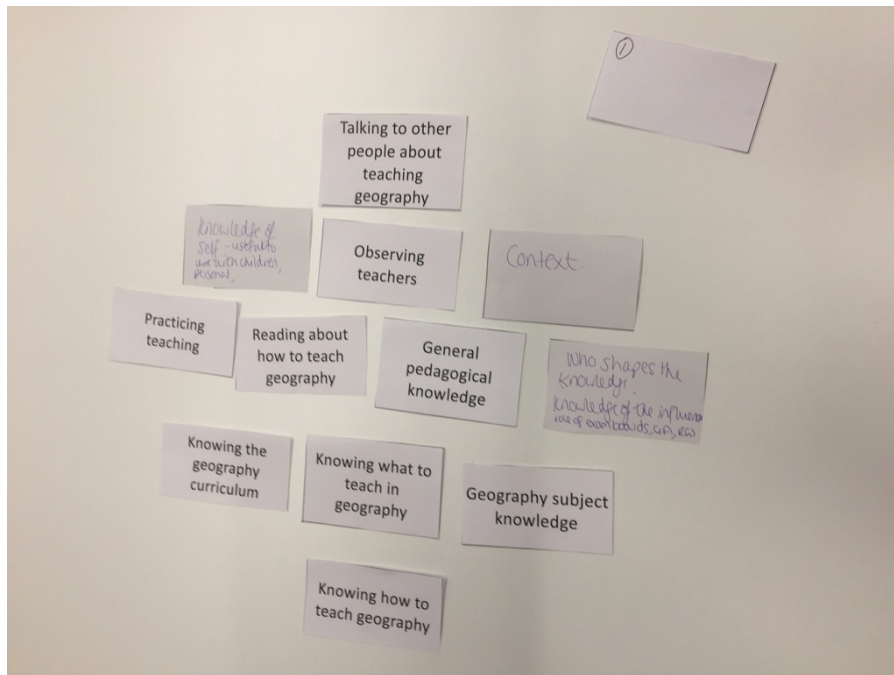 1
Talking to other
people about
teaching
geography
Knowledge of
self - useful to
use with children,
personal.
Observing
teachers
Context.
Practicing
teaching
Reading about
how to teach
geography
General
pedagogical
knowledge
Who shapes the
knowledge.
Knowledge of the influence
role of exam boards, GA, RGS
Knowing the
geography
curriculum
Knowing what to
teach in
geography
Geography subject
knowledge
Knowing how to
teach geography